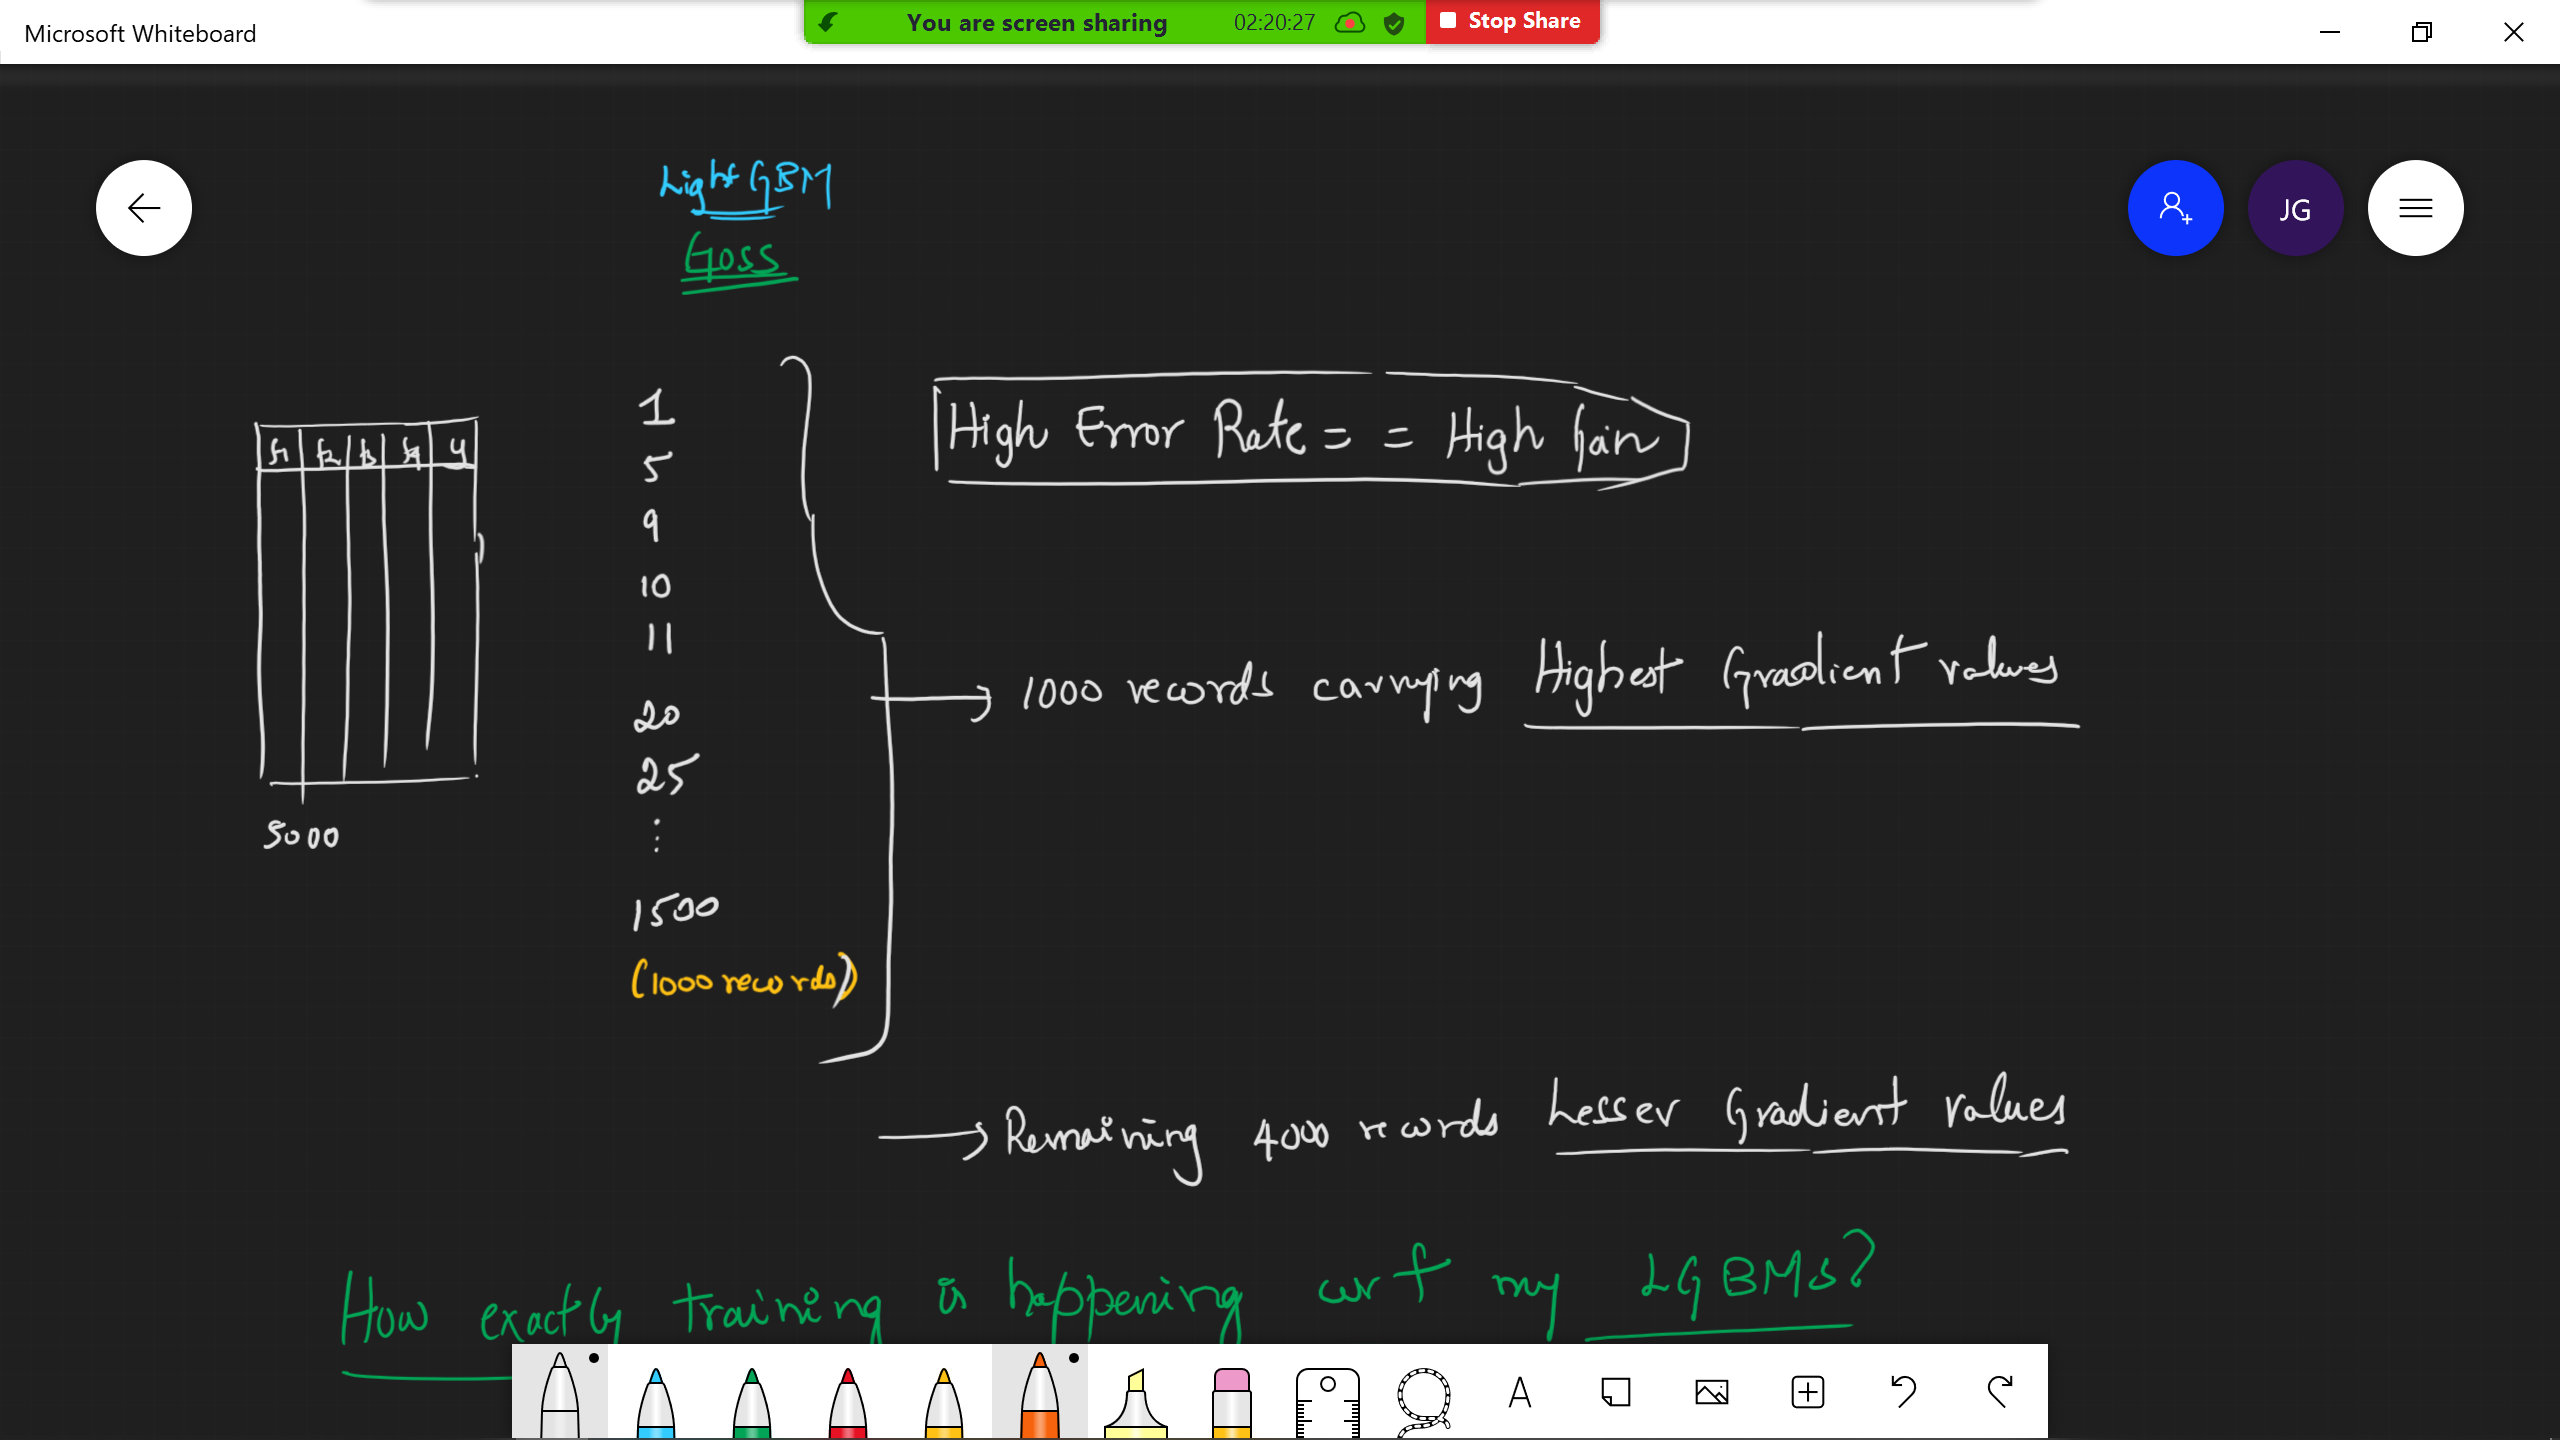 Microsoft Whiteboard
You are screen sharing 02:20:27 Stop Share
JG
LightGBM
Goss
f1 f2 f3 f4 y
5000
1
5
9
10
11
20
25
⋮
1500
(1000 records)
High Error Rate = = High Gain
→ 1000 records carrying Highest Gradient values
→ Remaining 4000 records Lesser Gradient values
How exactly training is happening wrt my LGBMs?
A